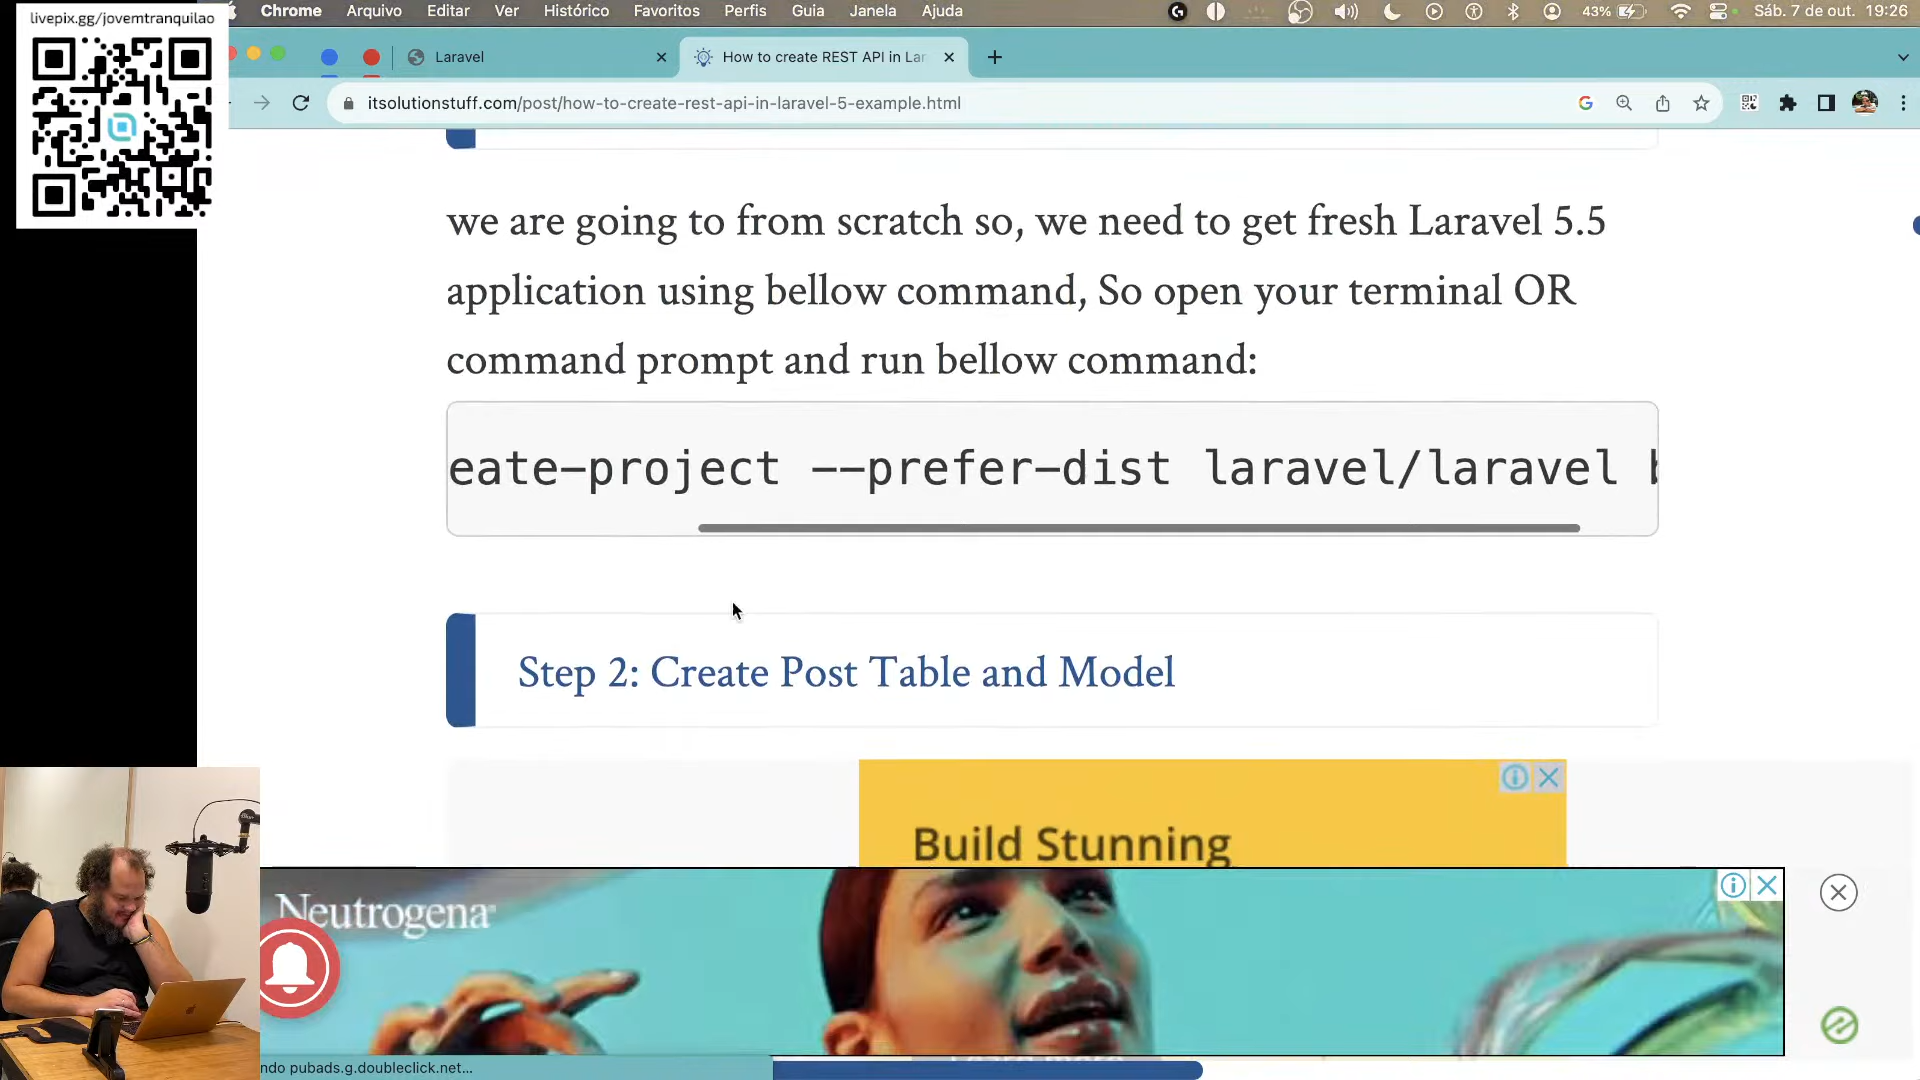 livepix.gg/jovemtranquilao
Chrome Arquivo Editar Ver Histórico Favoritos Perfis Guia Janela Ajuda 43% Sáb. 7 de out. 19:26
Laravel How to create REST API in La
itsolutionstuff.com/post/how-to-create-rest-api-in-laravel-5-example.html
we are going to from scratch so, we need to get fresh Laravel 5.5
application using bellow command, So open your terminal OR
command prompt and run bellow command:
eate-project --prefer-dist laravel/laravel b
Step 2: Create Post Table and Model
Build Stunning
Neutrogena
ndo pubads.g.doubleclick.net...